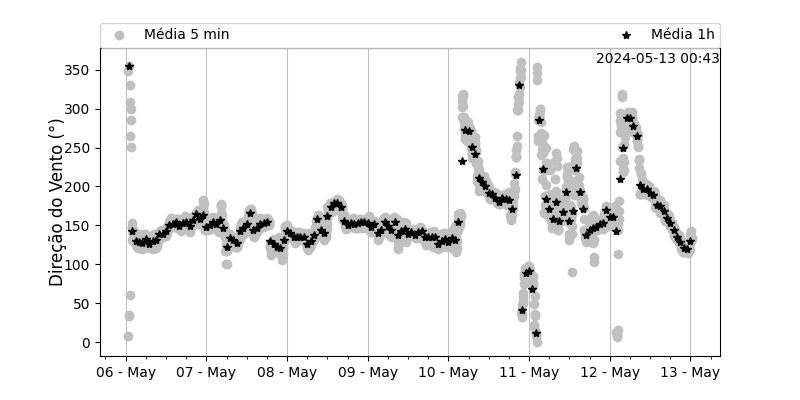 Média 5 min
Média 1h
2024-05-13 00:43
Direção do Vento (°)
350
300
250
200
150
100
50
0
06 - May
07 - May
08 - May
09 - May
10 - May
11 - May
12 - May
13 - May